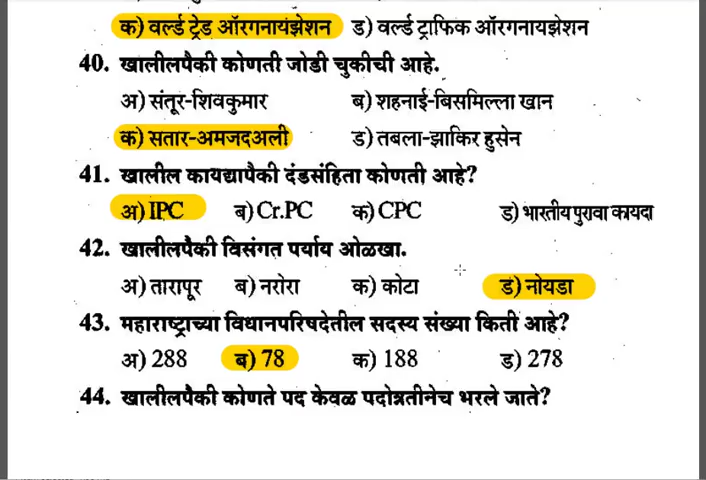 क) वर्ल्ड ट्रेड ऑरगनायझेशन ड) वर्ल्ड ट्राफिक ऑरगनायझेशन
40. खालीलपैकी कोणती जोडी चुकीची आहे.
अ) संतूर-शिवकुमार ब) शहनाई-बिसमिल्ला खान
क) सतार-अमजदअली ड) तबला-झाकिर हुसेन
41. खालील कायद्यापैकी दंडसंहिता कोणती आहे?
अ) IPC ब) Cr.PC क) CPC ड) भारतीय पुरावा कायदा
42. खालीलपैकी विसंगत पर्याय ओळखा.
अ) तारापूर ब) नरोरा क) कोटा ड) नोयडा
43. महाराष्ट्राच्या विधानपरिषदेतील सदस्य संख्या किती आहे?
अ) 288 ब) 78 क) 188 ड) 278
44. खालीलपैकी कोणते पद केवळ पदोन्नतीनेच भरले जाते?